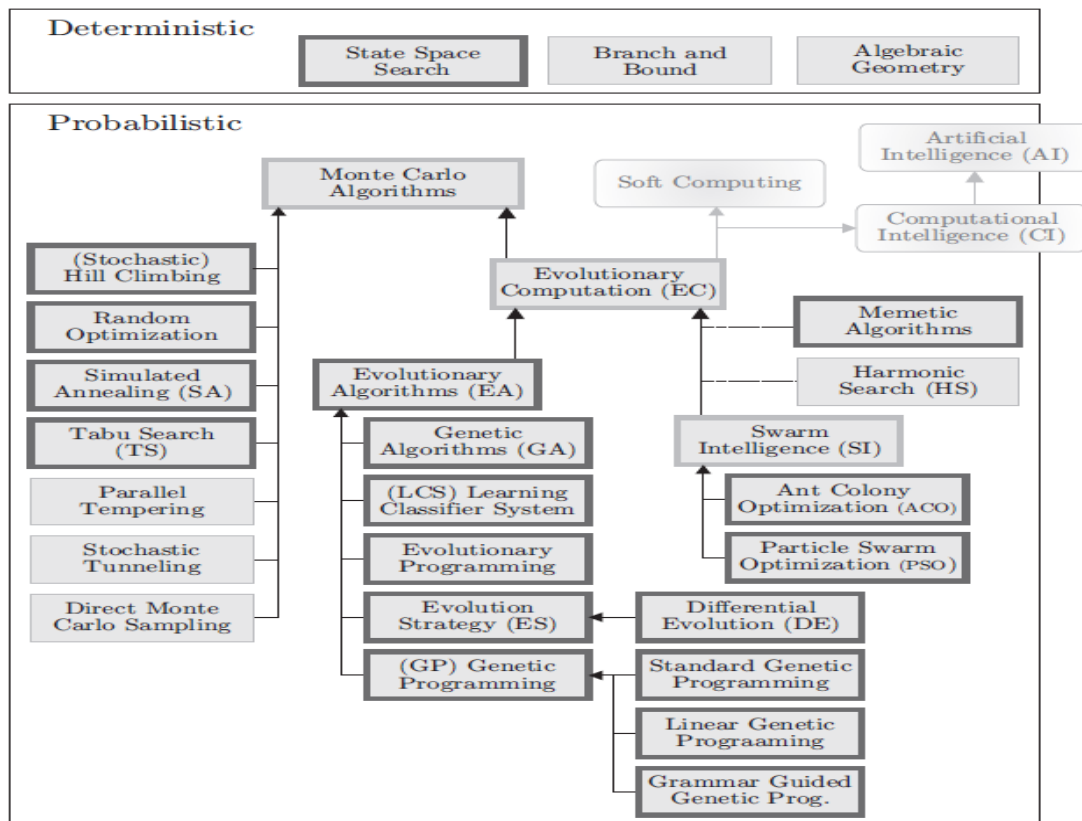 Deterministic
State Space
Search
Branch and
Bound
Algebraic
Geometry
Probabilistic
Artificial
Intelligence (AI)
Monte Carlo
Algorithms
Soft Computing
Computational
Intelligence (CI)
(Stochastic)
Hill Climbing
Evolutionary
Computation (EC)
Random
Optimization
Memetic
Algorithms
Simulated
Annealing (SA)
Evolutionary
Algorithms (EA)
Harmonic
Search (HS)
Tabu Search
(TS)
Genetic
Algorithms (GA)
Swarm
Intelligence (SI)
Parallel
Tempering
(LCS) Learning
Classifier System
Ant Colony
Optimization (ACO)
Stochastic
Tunneling
Evolutionary
Programming
Particle Swarm
Optimization (PSO)
Direct Monte
Carlo Sampling
Evolution
Strategy (ES)
Differential
Evolution (DE)
(GP) Genetic
Programming
Standard Genetic
Programming
Linear Genetic
Prograaming
Grammar Guided
Genetic Prog.